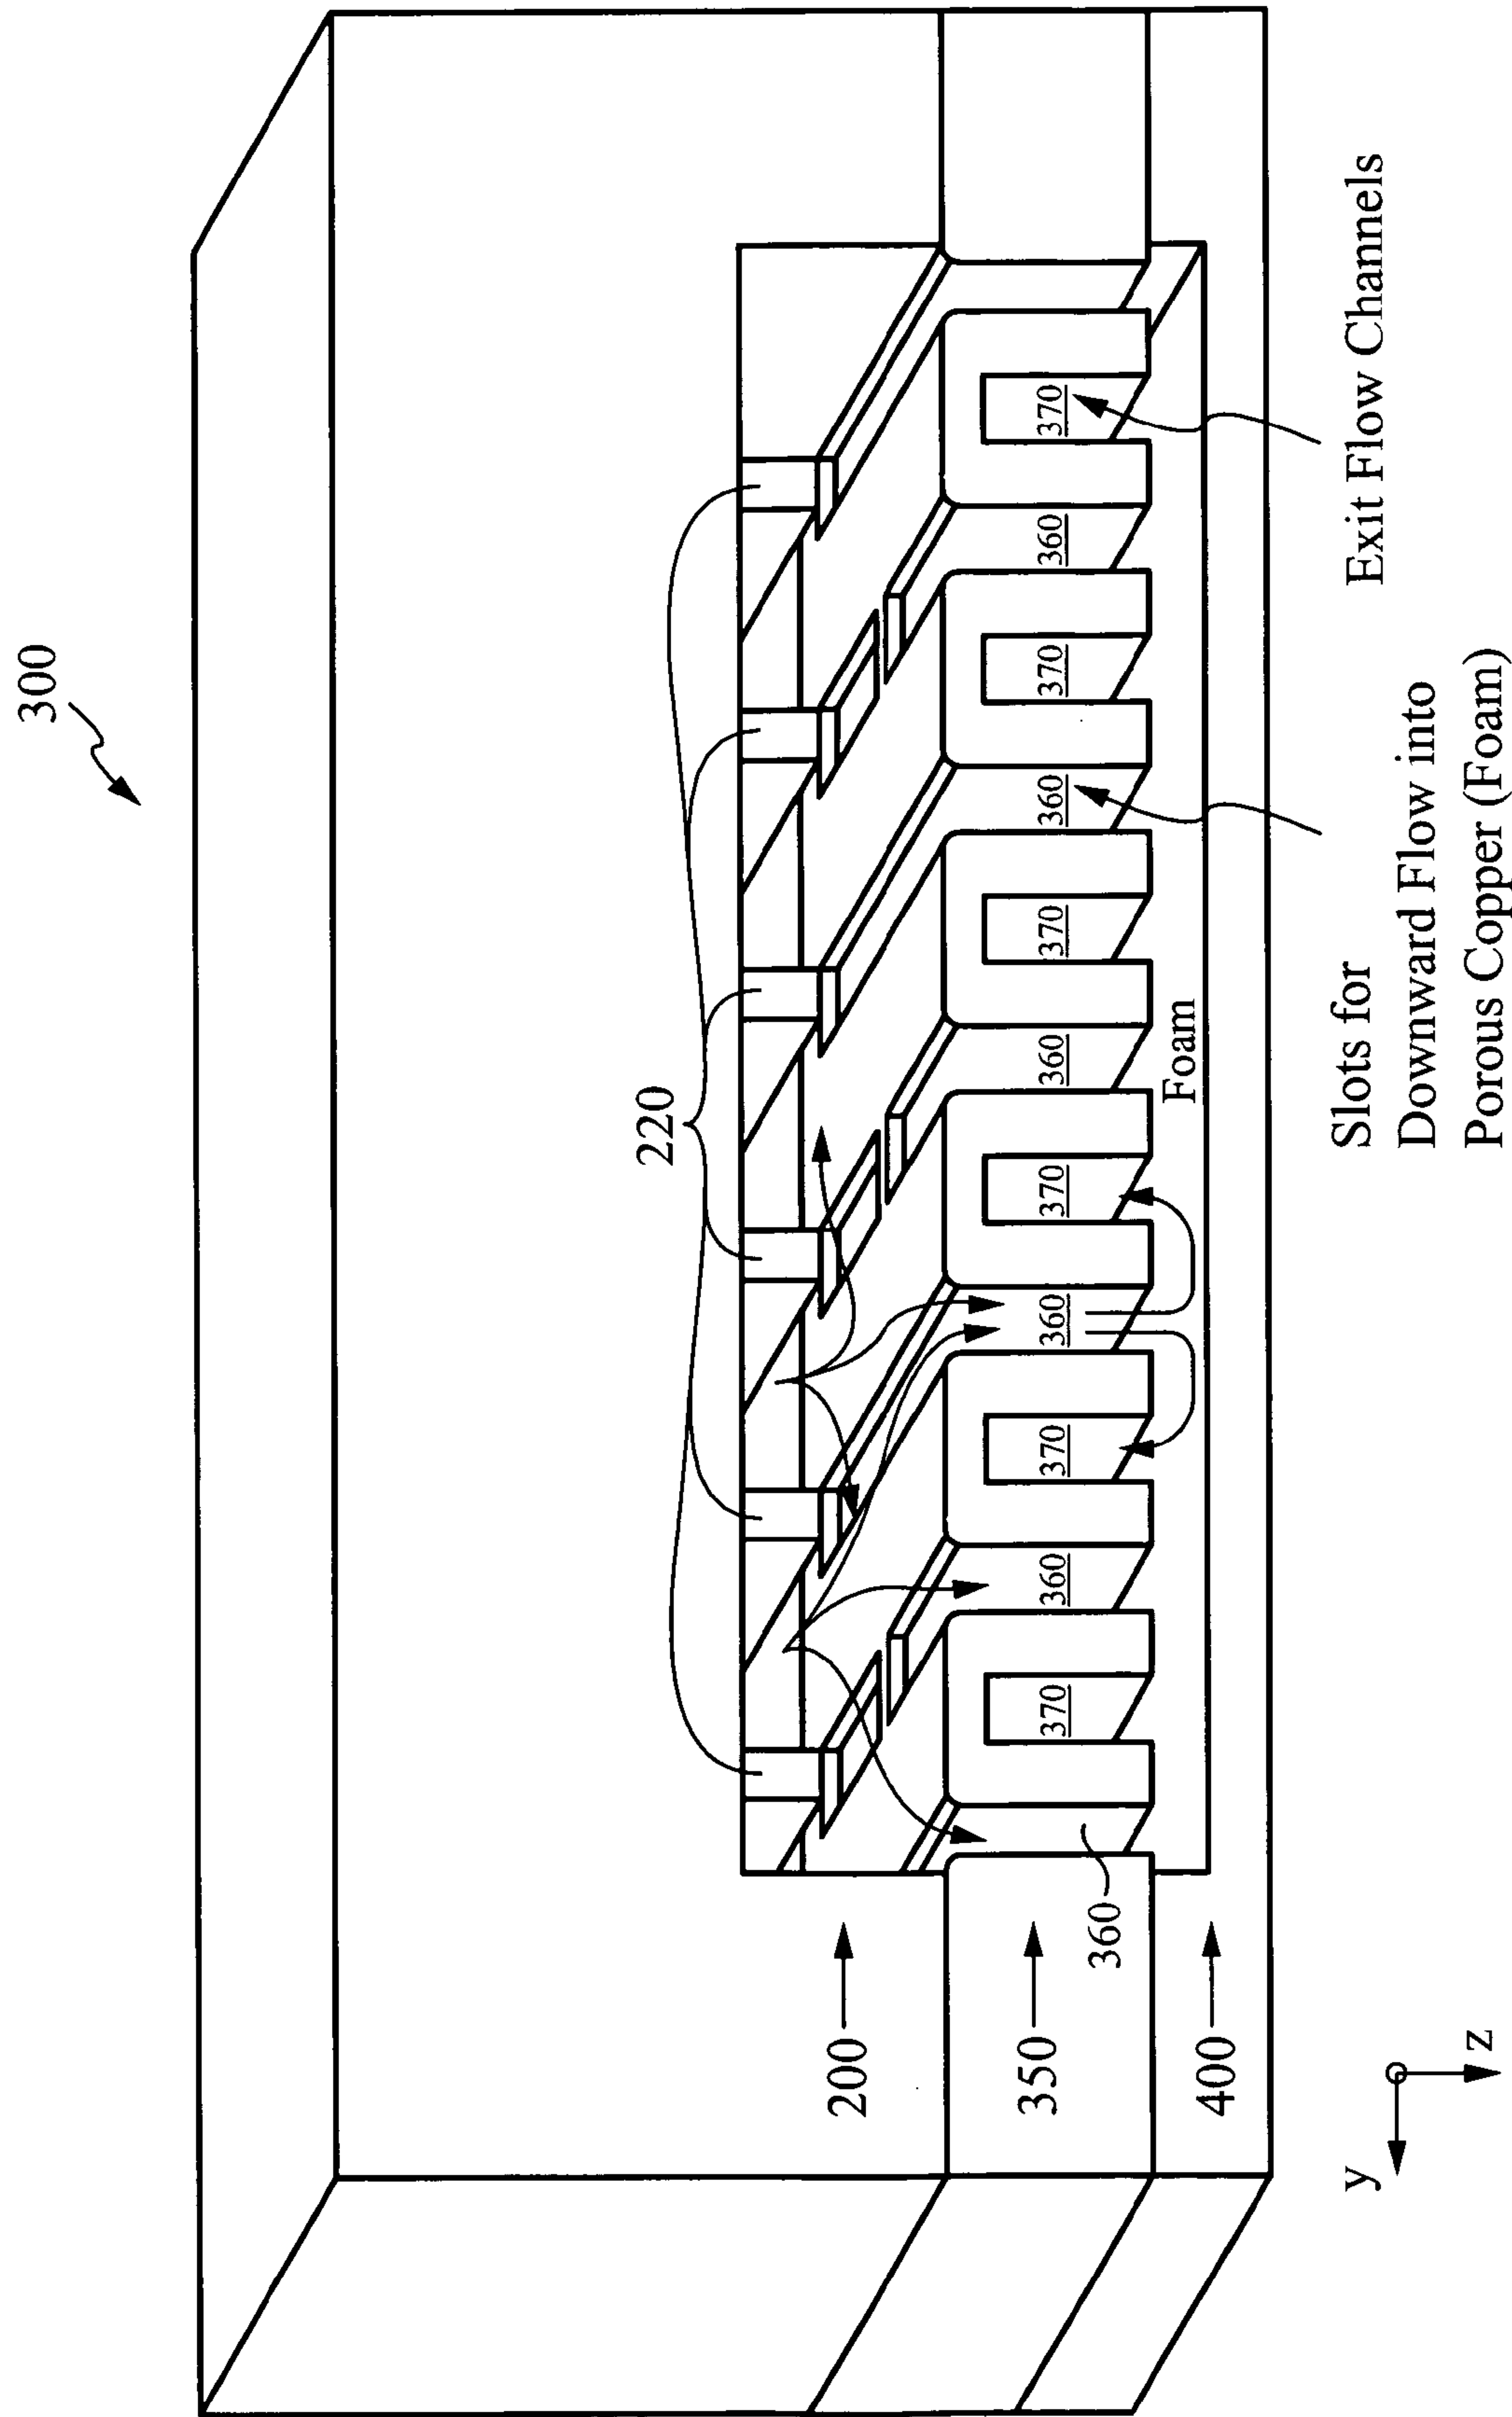 300
220
200
350
370
360
370
360
370
360
370
360
370
360
370
360
Foam
400
y
z
Slots for
Downward Flow into
Porous Copper (Foam)
Exit Flow Channels